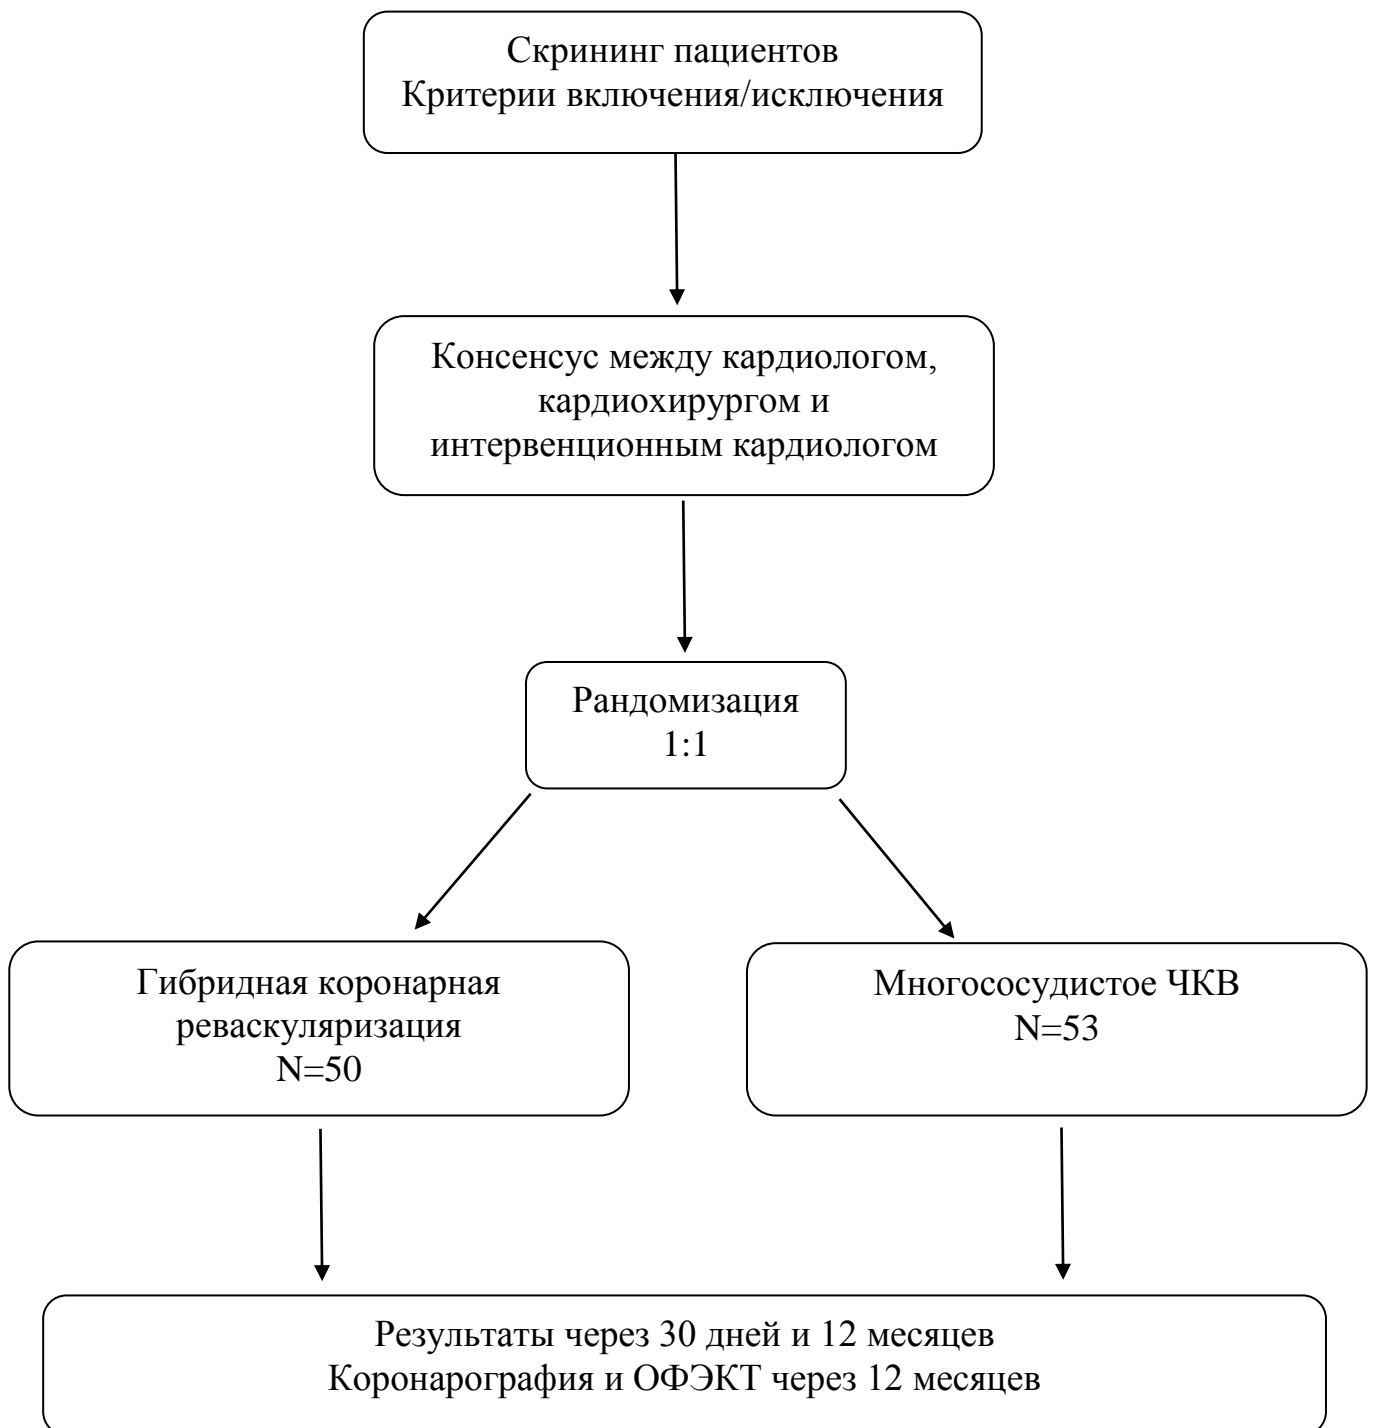 Скрининг пациентов
Критерии включения/исключения
Консенсус между кардиологом,
кардиохирургом и
интервенционным кардиологом
Рандомизация
1:1
Гибридная коронарная
реваскуляризация
N=50
Многососудистое ЧКВ
N=53
Результаты через 30 дней и 12 месяцев
Коронарография и ОФЭКТ через 12 месяцев